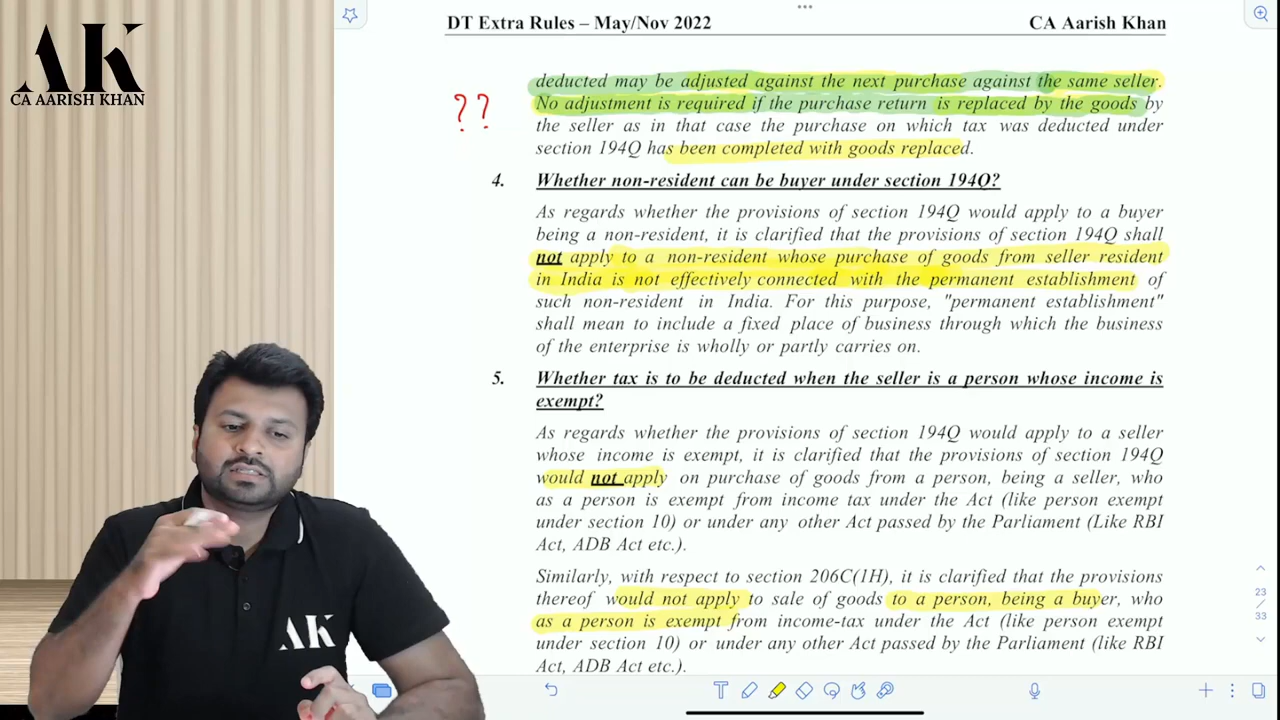 AK
CA AARISH KHAN
DT Extra Rules – May/Nov 2022 CA Aarish Khan
deducted may be adjusted against the next purchase against the same seller.
No adjustment is required if the purchase return is replaced by the goods by
the seller as in that case the purchase on which tax was deducted under
section 194Q has been completed with goods replaced.
??
4. Whether non-resident can be buyer under section 194Q?
As regards whether the provisions of section 194Q would apply to a buyer
being a non-resident, it is clarified that the provisions of section 194Q shall
not apply to a non-resident whose purchase of goods from seller resident
in India is not effectively connected with the permanent establishment of
such non-resident in India. For this purpose, "permanent establishment"
shall mean to include a fixed place of business through which the business
of the enterprise is wholly or partly carries on.
5. Whether tax is to be deducted when the seller is a person whose income is
exempt?
As regards whether the provisions of section 194Q would apply to a seller
whose income is exempt, it is clarified that the provisions of section 194Q
would not apply on purchase of goods from a person, being a seller, who
as a person is exempt from income tax under the Act (like person exempt
under section 10) or under any other Act passed by the Parliament (Like RBI
Act, ADB Act etc.).
Similarly, with respect to section 206C(1H), it is clarified that the provisions
thereof would not apply to sale of goods to a person, being a buyer, who
as a person is exempt from income-tax under the Act (like person exempt
under section 10) or under any other Act passed by the Parliament (like RBI
Act, ADB Act etc.).
23
/
33
T
AK